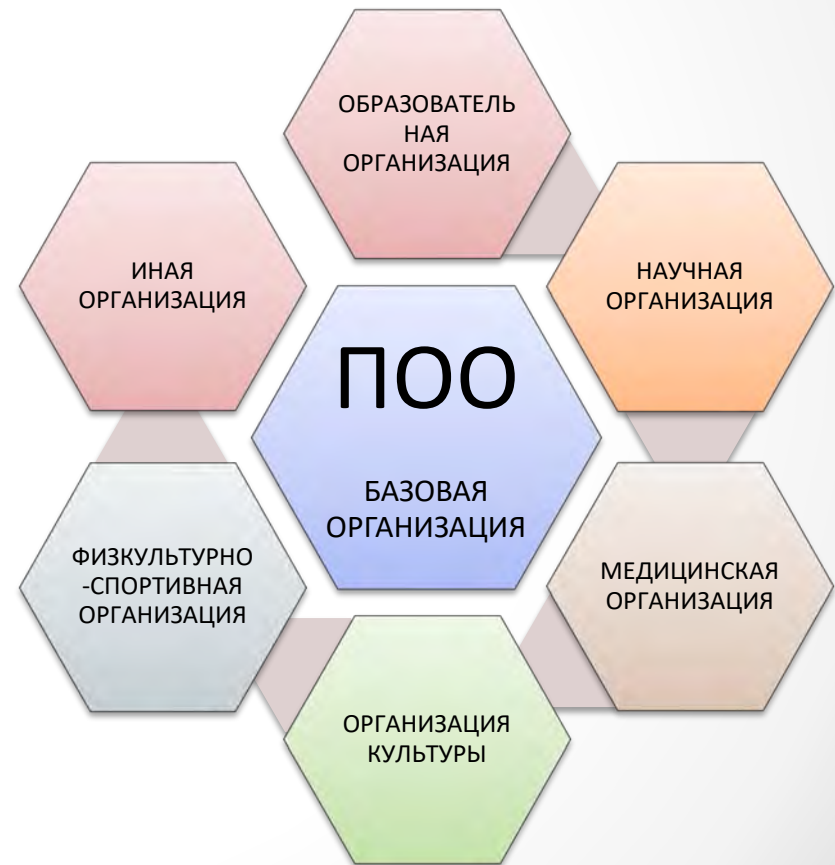 ОБРАЗОВАТЕЛЬ
НАЯ
ОРГАНИЗАЦИЯ
ИНАЯ
ОРГАНИЗАЦИЯ
НАУЧНАЯ
ОРГАНИЗАЦИЯ
ПОО
БАЗОВАЯ
ОРГАНИЗАЦИЯ
ФИЗКУЛЬТУРНО
-СПОРТИВНАЯ
ОРГАНИЗАЦИЯ
МЕДИЦИНСКАЯ
ОРГАНИЗАЦИЯ
ОРГАНИЗАЦИЯ
КУЛЬТУРЫ